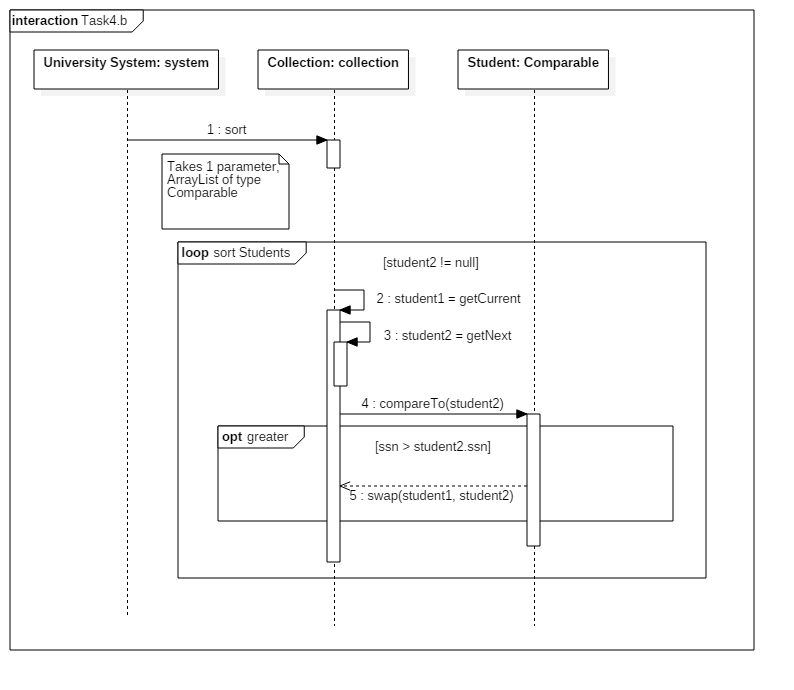 interaction Task4.b
University System: system
Collection: collection
Student: Comparable
1 : sort
Takes 1 parameter,
ArrayList of type
Comparable
loop sort Students
[student2 != null]
2 : student1 = getCurrent
3 : student2 = getNext
4 : compareTo(student2)
opt greater
[ssn > student2.ssn]
5 : swap(student1, student2)